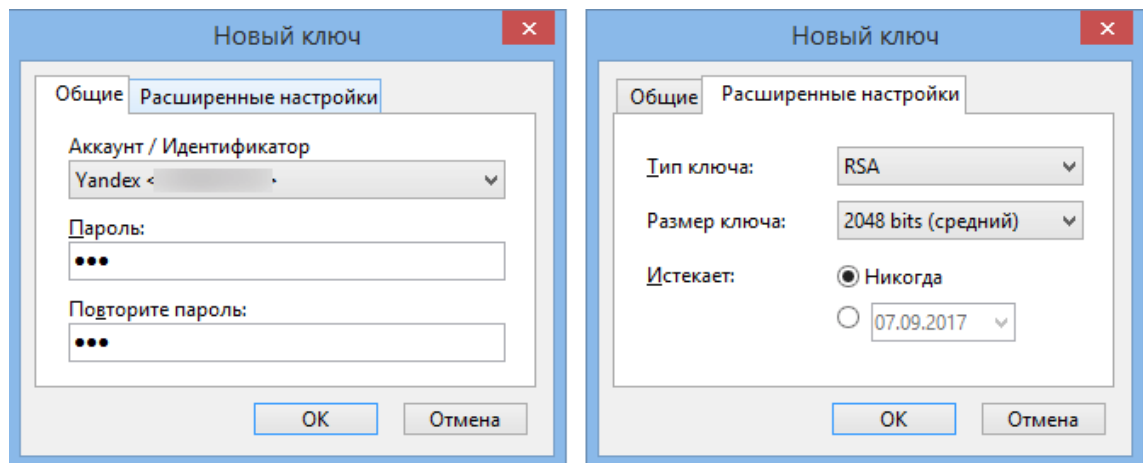 Новый ключ
Общие Расширенные настройки
Аккаунт / Идентификатор
Yandex <
Пароль:
•••
Повторите пароль:
•••
OK Отмена
Новый ключ
Общие Расширенные настройки
Тип ключа: RSA
Размер ключа: 2048 bits (средний)
Истекает: Никогда
07.09.2017
OK Отмена